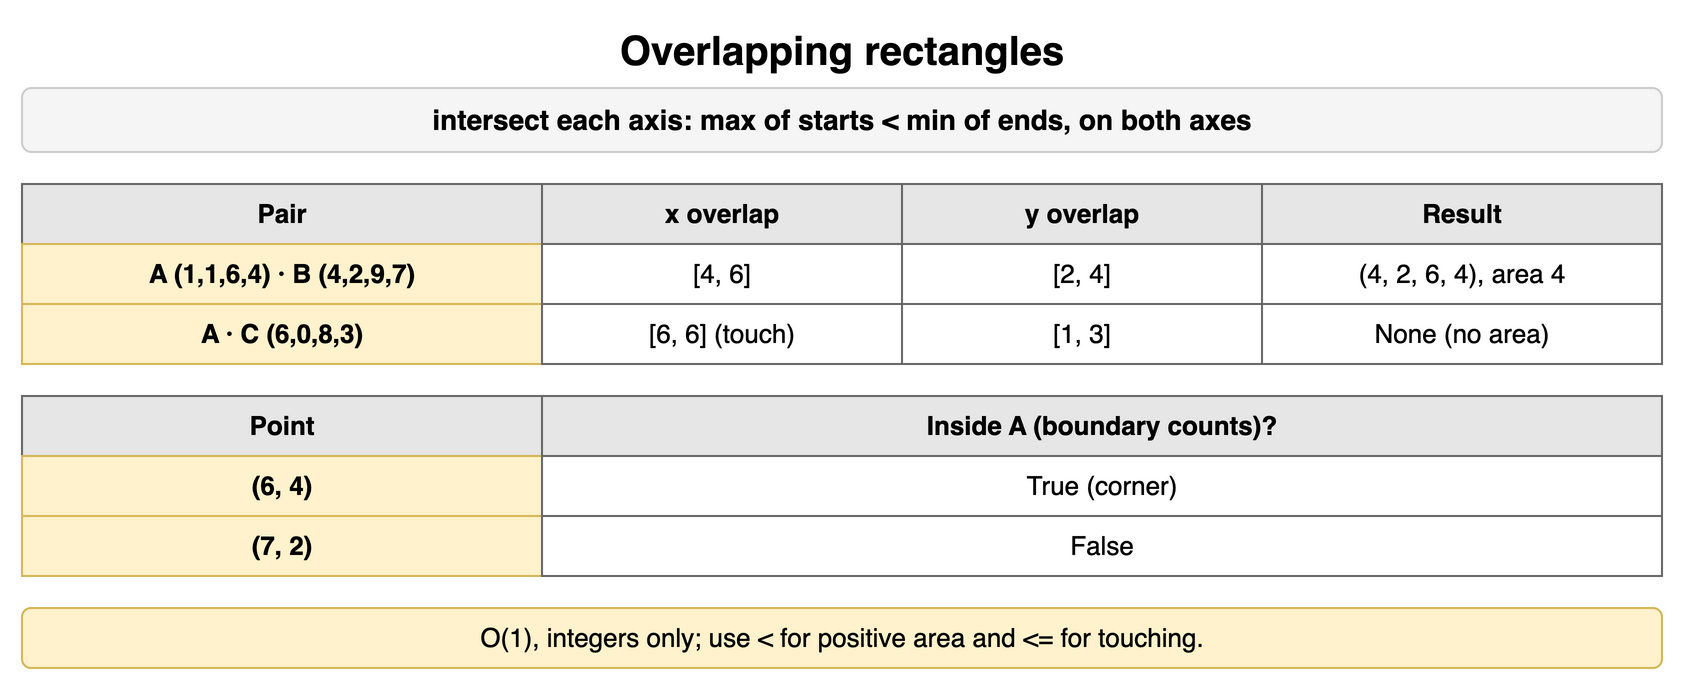 Overlapping rectangles
intersect each axis: max of starts < min of ends, on both axes
Pair x overlap y overlap Result
A (1,1,6,4) · B (4,2,9,7) [4, 6] [2, 4] (4, 2, 6, 4), area 4
A · C (6,0,8,3) [6, 6] (touch) [1, 3] None (no area)
Point Inside A (boundary counts)?
(6, 4) True (corner)
(7, 2) False
O(1), integers only; use < for positive area and <= for touching.